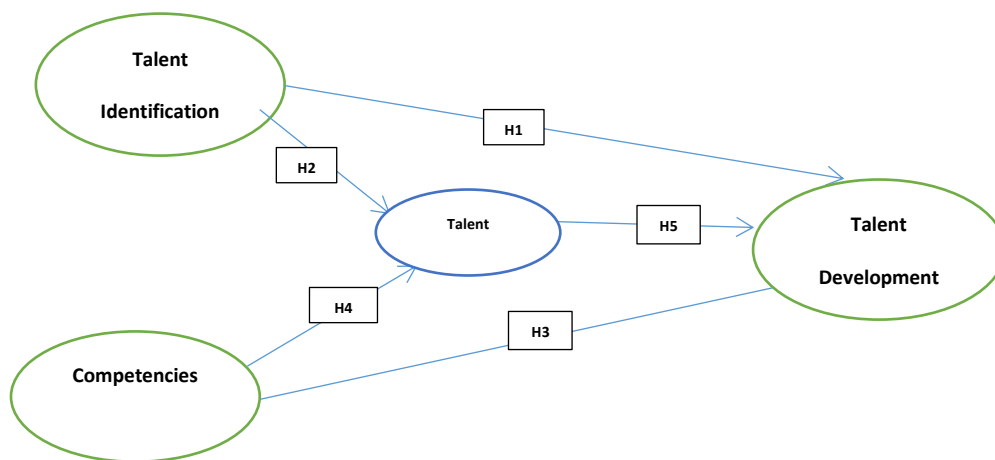 Talent
Identification
H1
H2
Talent
H5
Talent
Development
H4
H3
Competencies